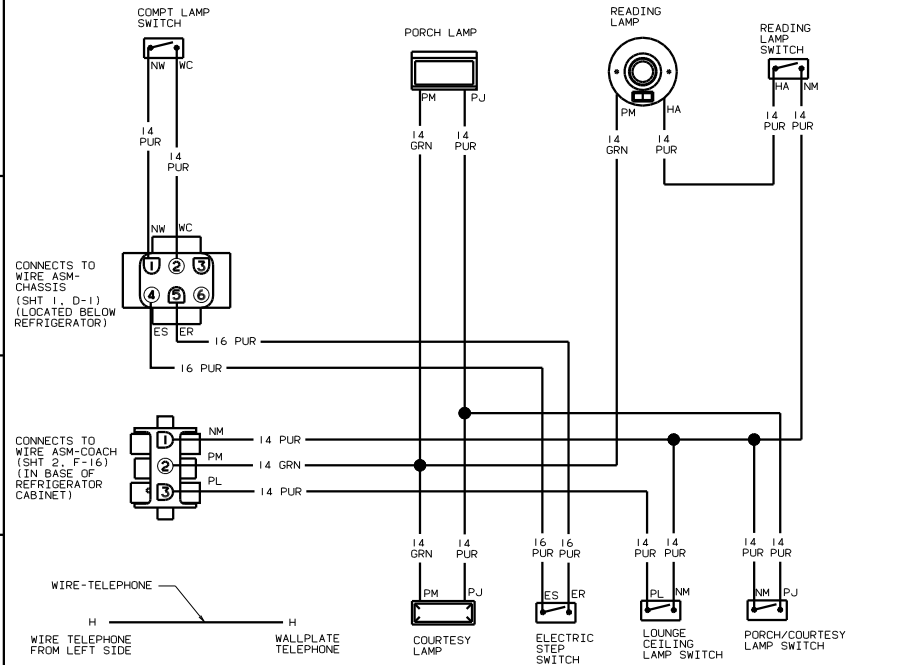 COMPT LAMP
SWITCH
NW WC
14
PUR
14
PUR
NW WC
1 2 3
4 5 6
ES ER
CONNECTS TO
WIRE ASM-
CHASSIS
(SHT 1, D-1)
(LOCATED BELOW
REFRIGERATOR)
16 PUR
16 PUR
PORCH LAMP
PM PJ
14
GRN
14
PUR
READING
LAMP
PM HA
14
GRN
14
PUR
READING
LAMP
SWITCH
HA NM
14
PUR
14
PUR
CONNECTS TO
WIRE ASM-COACH
(SHT 2, F-16)
(IN BASE OF
REFRIGERATOR
CABINET)
1
2
3
NM
14 PUR
PM
14 GRN
PL
14 PUR
14
GRN
14
PUR
PM PJ
COURTESY
LAMP
16
PUR
16
PUR
ES ER
ELECTRIC
STEP
SWITCH
14
PUR
14
PUR
PL NM
LOUNGE
CEILING
LAMP SWITCH
14
PUR
14
PUR
NM PJ
PORCH/COURTESY
LAMP SWITCH
WIRE-TELEPHONE
H H
WIRE TELEPHONE
FROM LEFT SIDE
WALLPLATE
TELEPHONE